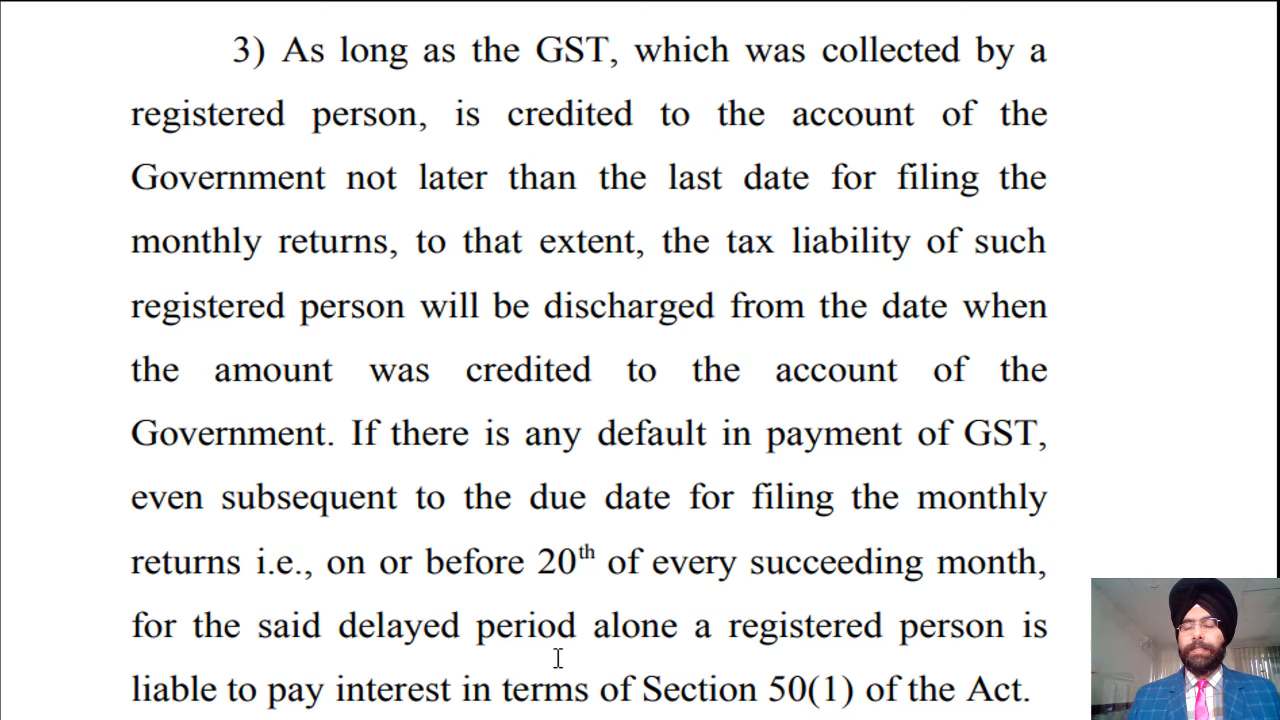 3) As long as the GST, which was collected by a
registered person, is credited to the account of the
Government not later than the last date for filing the
monthly returns, to that extent, the tax liability of such
registered person will be discharged from the date when
the amount was credited to the account of the
Government. If there is any default in payment of GST,
even subsequent to the due date for filing the monthly
returns i.e., on or before 20th of every succeeding month,
for the said delayed period alone a registered person is
liable to pay interest in terms of Section 50(1) of the Act.